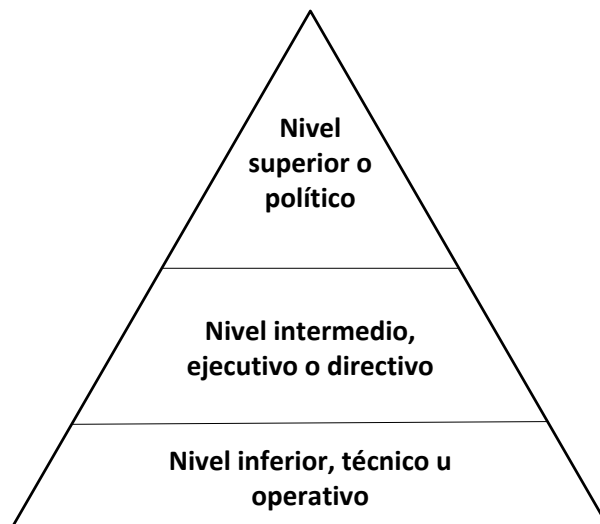 Nivel
superior o
político
Nivel intermedio,
ejecutivo o directivo
Nivel inferior, técnico u
operativo